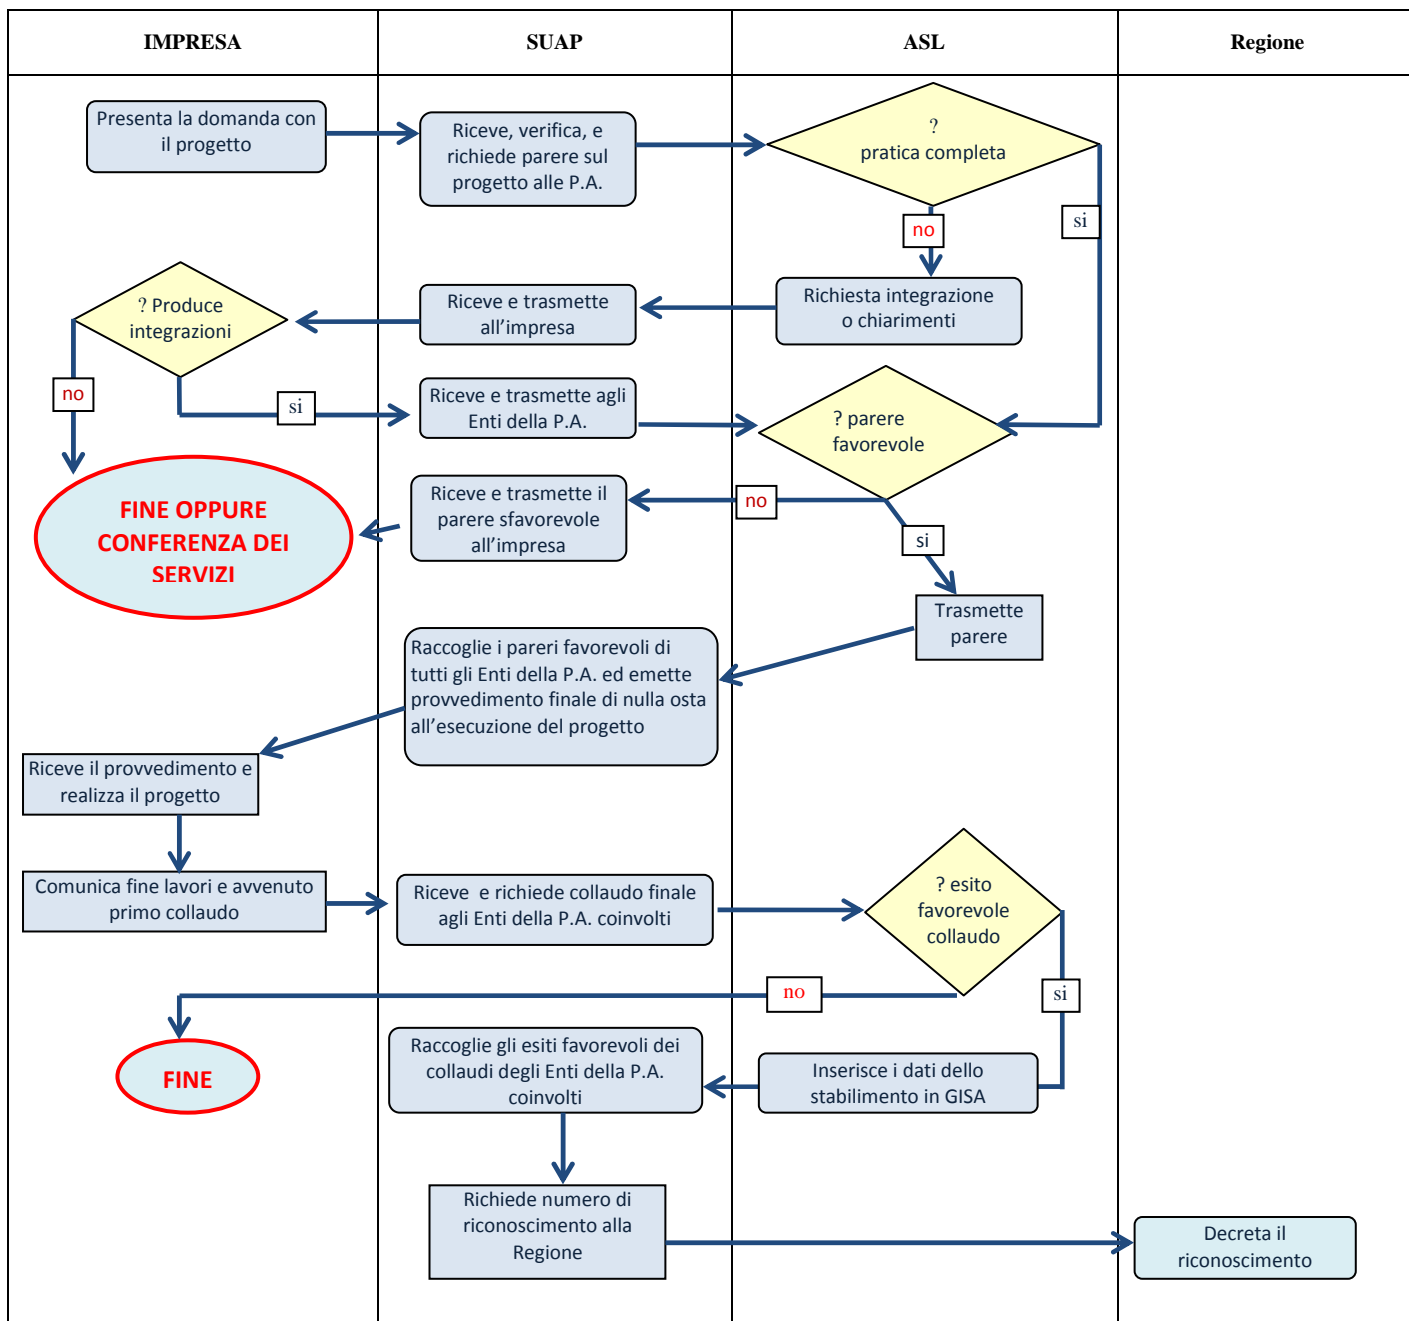 IMPRESA
SUAP
ASL
Regione
Presenta la domanda con
il progetto
Riceve, verifica, e
richiede parere sul
progetto alle P.A.
?
pratica completa
no
si
? Produce
integrazioni
Riceve e trasmette
all’impresa
Richiesta integrazione
o chiarimenti
no
si
Riceve e trasmette agli
Enti della P.A.
? parere
favorevole
FINE OPPURE
CONFERENZA DEI
SERVIZI
Riceve e trasmette il
parere sfavorevole
all’impresa
no
si
Trasmette
parere
Raccoglie i pareri favorevoli di
tutti gli Enti della P.A. ed emette
provvedimento finale di nulla osta
all’esecuzione del progetto
Riceve il provvedimento e
realizza il progetto
Comunica fine lavori e avvenuto
primo collaudo
Riceve  e richiede collaudo finale
agli Enti della P.A. coinvolti
? esito
favorevole
collaudo
no
si
FINE
Raccoglie gli esiti favorevoli dei
collaudi degli Enti della P.A.
coinvolti
Inserisce i dati dello
stabilimento in GISA
Richiede numero di
riconoscimento alla
Regione
Decreta il
riconoscimento